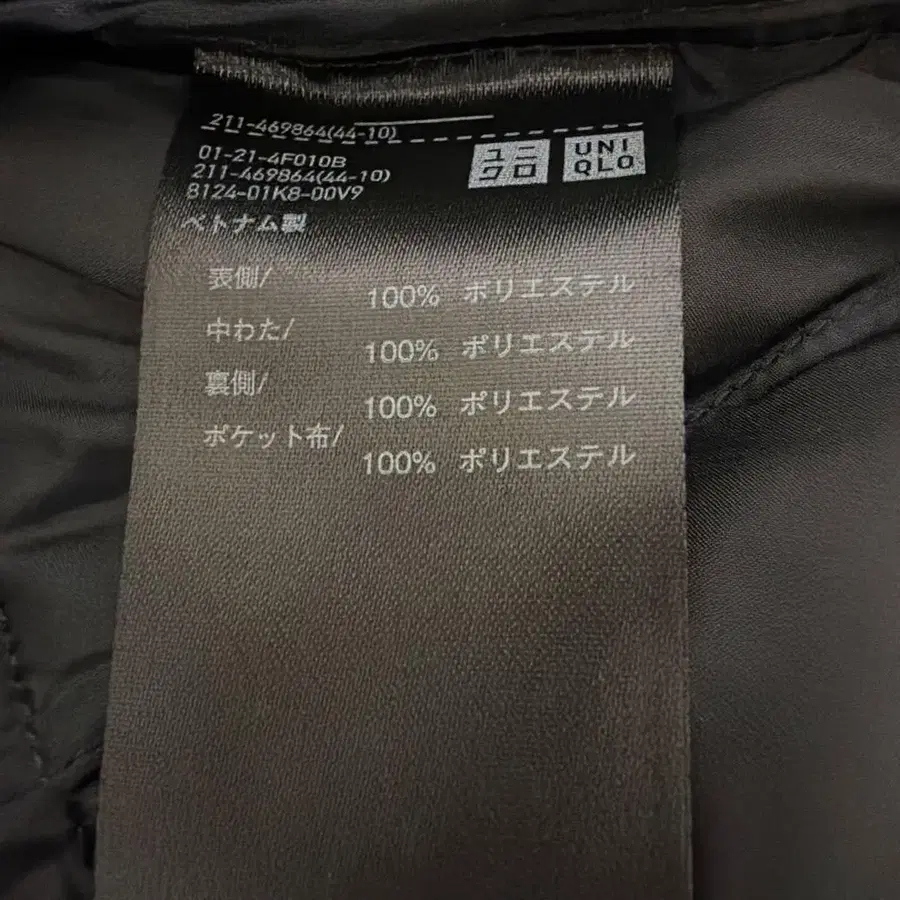 211-469864(44-10)
01-21-4F010B
211-469864(44-10)
8124-01K8-00V9
ユニ
クロ
UNI
QLO
ベトナム製
表側/
100% ポリエステル
中わた/
100% ポリエステル
裏側/
100% ポリエステル
ポケット布/
100% ポリエステル